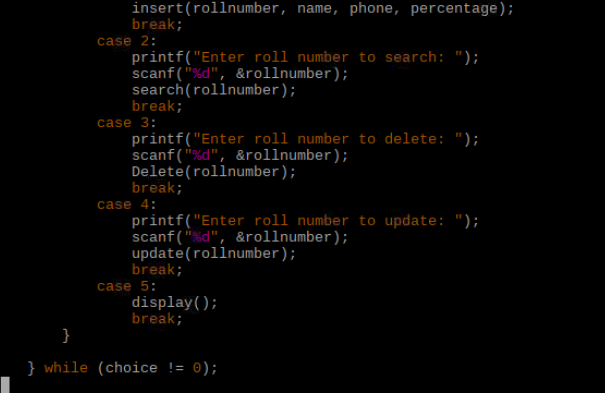 insert(rollnumber, name, phone, percentage);
break;
case 2:
printf("Enter roll number to search: ");
scanf("%d", &rollnumber);
search(rollnumber);
break;
case 3:
printf("Enter roll number to delete: ");
scanf("%d", &rollnumber);
Delete(rollnumber);
break;
case 4:
printf("Enter roll number to update: ");
scanf("%d", &rollnumber);
update(rollnumber);
break;
case 5:
display();
break;
}
} while (choice != 0);